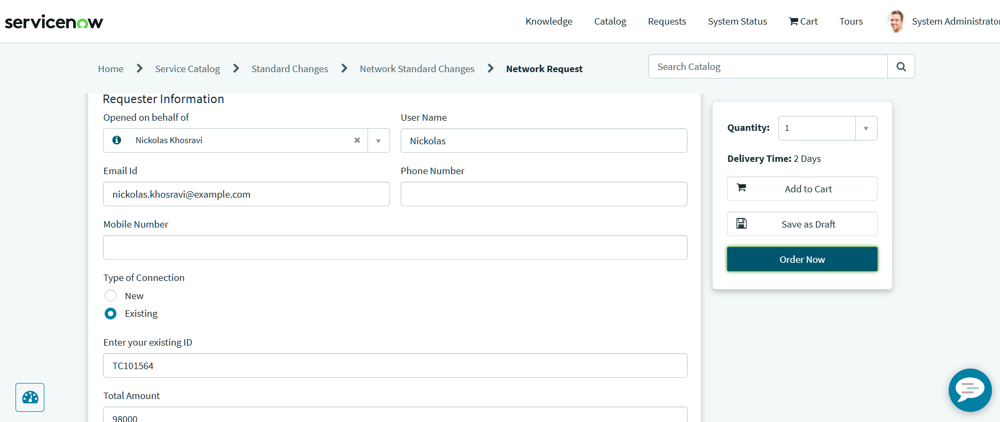 servicenow
Knowledge Catalog Requests System Status Cart Tours System Administrator
Home Service Catalog Standard Changes Network Standard Changes Network Request
Search Catalog
Requester Information
Opened on behalf of
Nickolas Khosravi
User Name
Nickolas
Email Id
nickolas.khosravi@example.com
Phone Number
Mobile Number
Type of Connection
New
Existing
Enter your existing ID
TC101564
Total Amount
98000
Quantity: 1
Delivery Time: 2 Days
Add to Cart
Save as Draft
Order Now